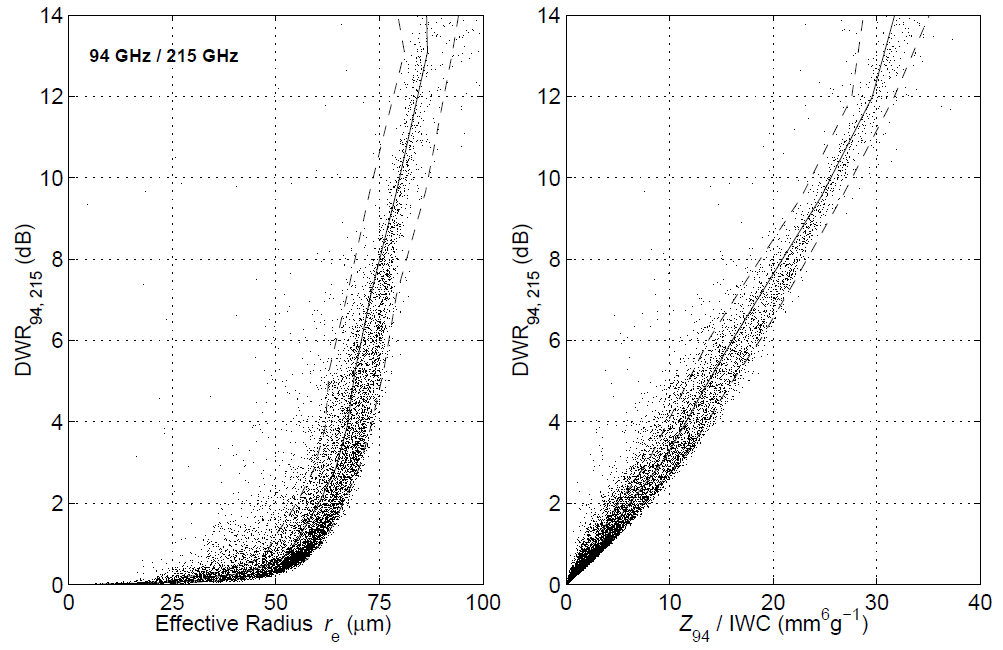 94 GHz / 215 GHz
DWR94, 215 (dB)
14
12
10
8
6
4
2
0
0 25 50 75 100
Effective Radius re (μm)
DWR94, 215 (dB)
14
12
10
8
6
4
2
0
0 10 20 30 40
Z94 / IWC (mm⁶g⁻¹)